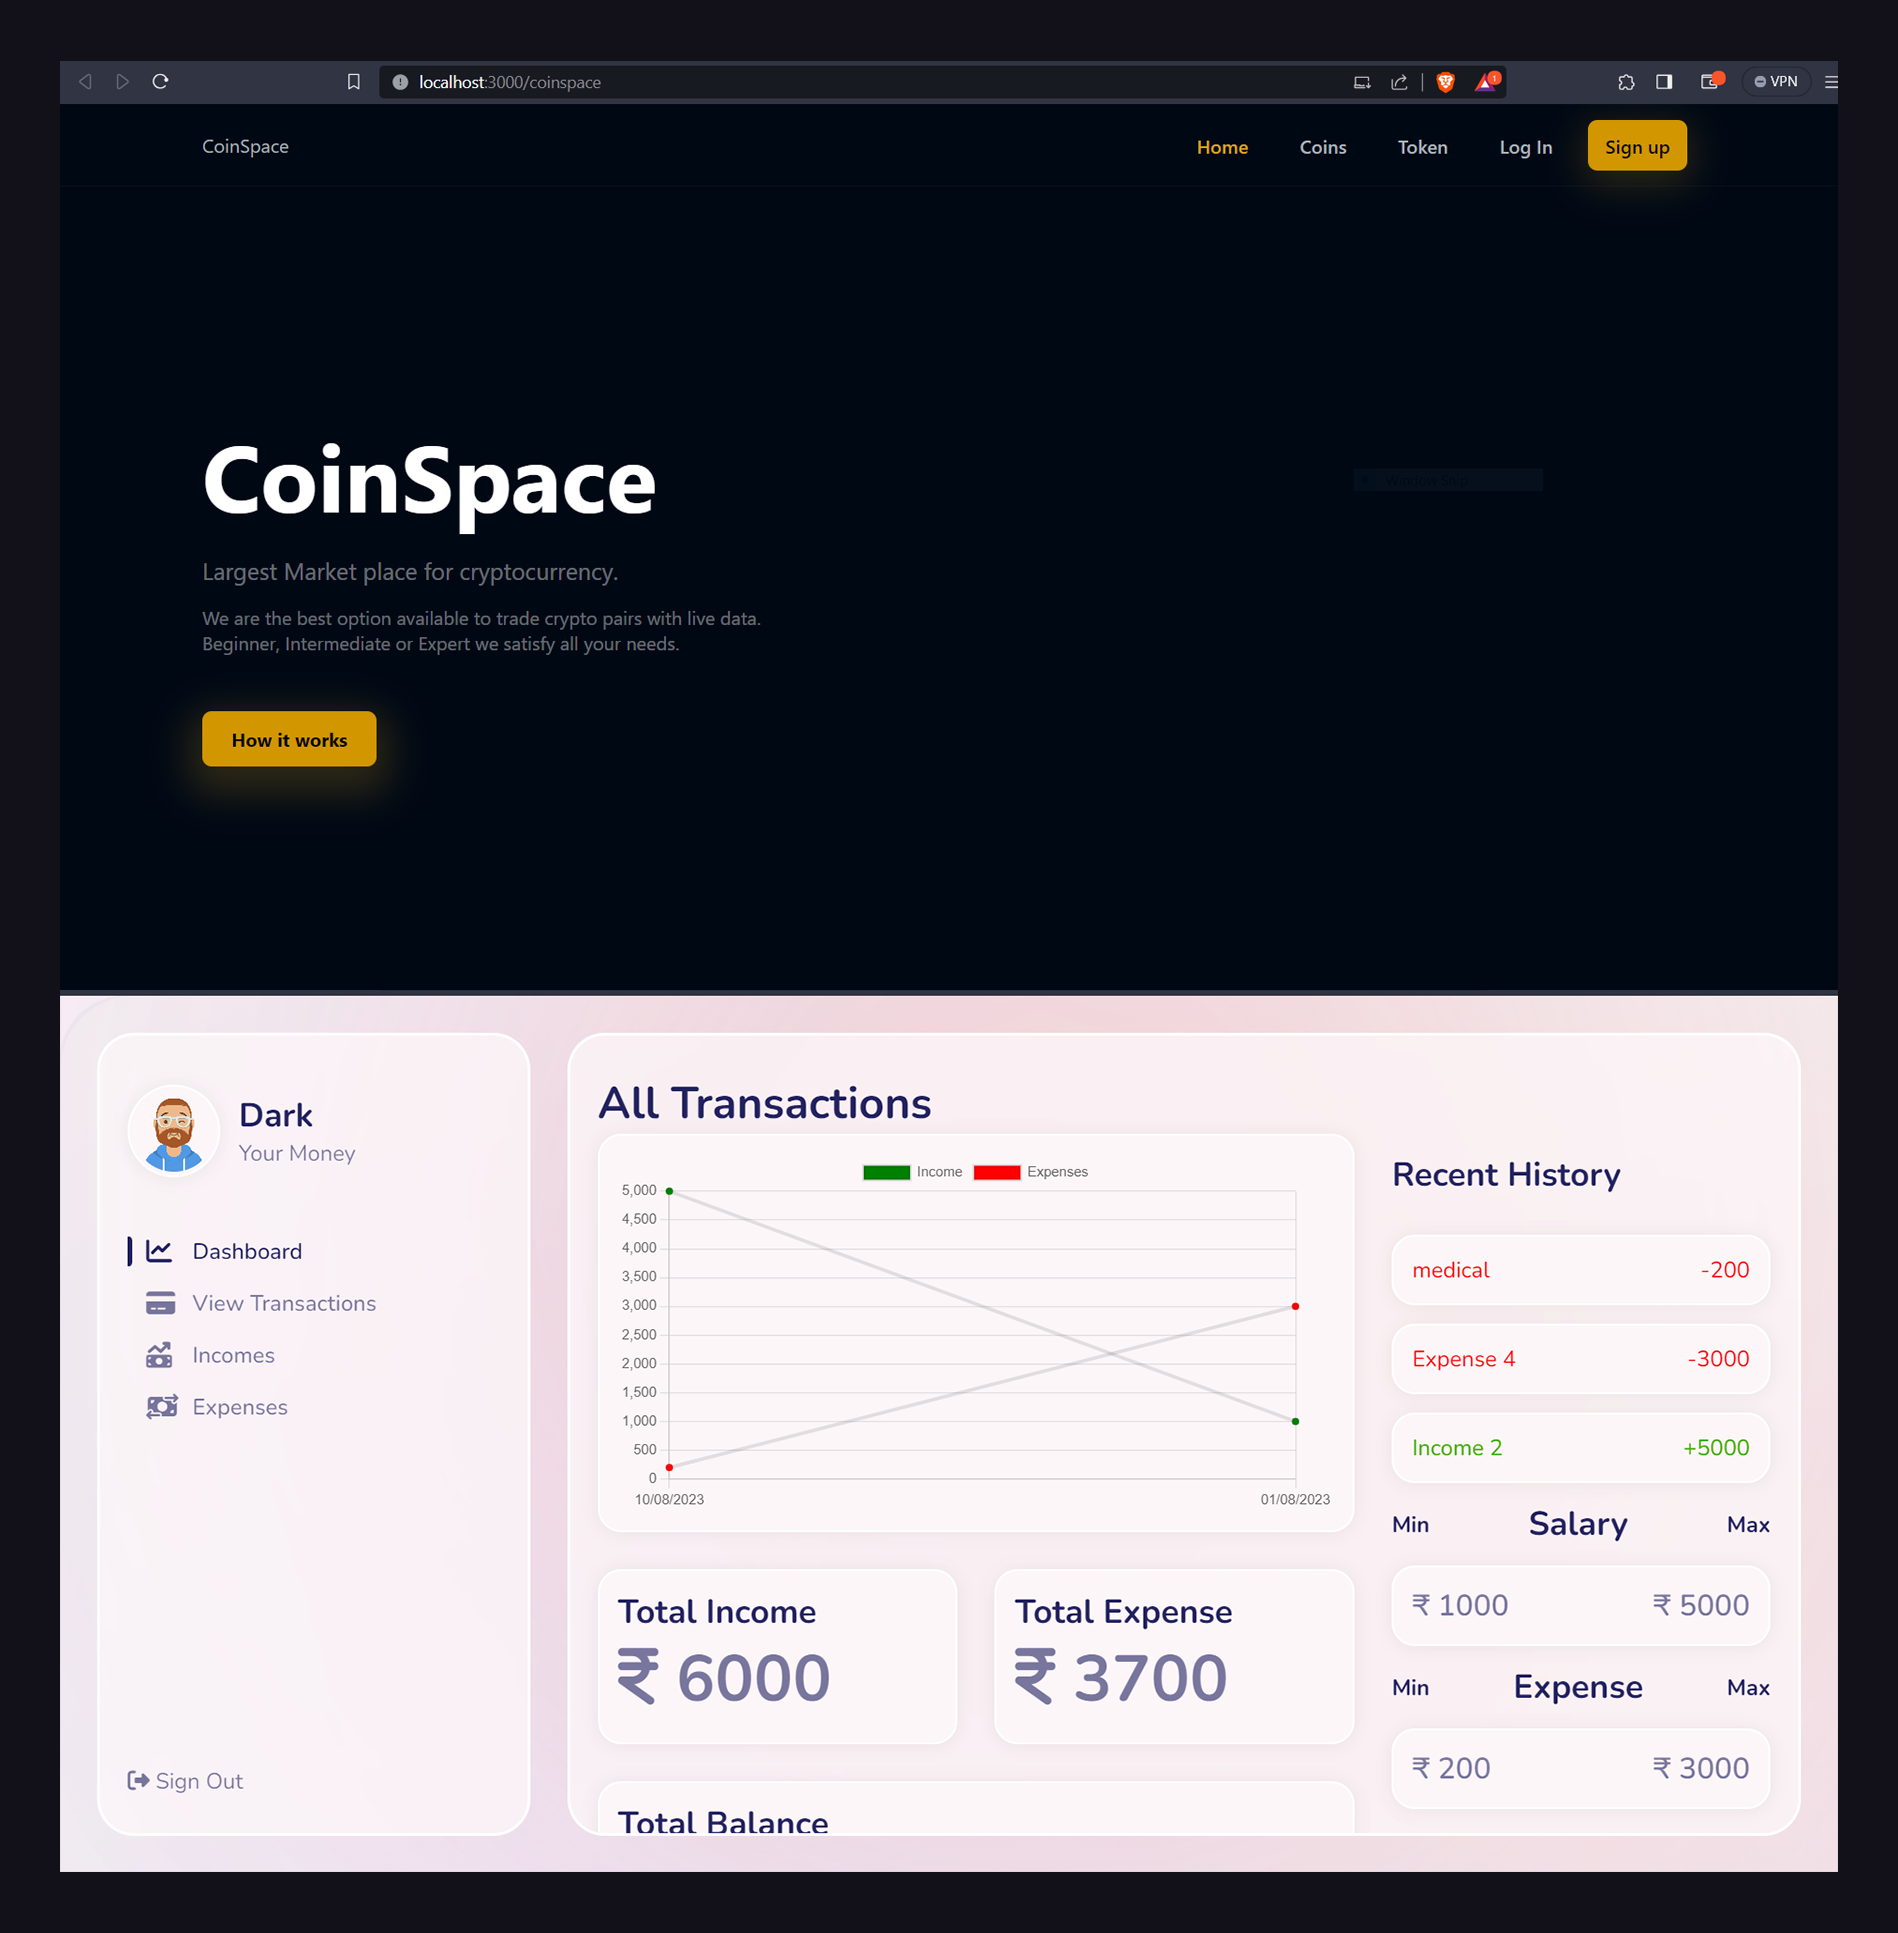 localhost:3000/coinspace
1
VPN
CoinSpace
Home
Coins
Token
Log In
Sign up
CoinSpace
Window Snip
Largest Market place for cryptocurrency.
We are the best option available to trade crypto pairs with live data.
Beginner, Intermediate or Expert we satisfy all your needs.
How it works
Dark
Your Money
Dashboard
View Transactions
Incomes
Expenses
Sign Out
All Transactions
Income
Expenses
5,000
4,500
4,000
3,500
3,000
2,500
2,000
1,500
1,000
500
0
10/08/2023
01/08/2023
Total Income
₹ 6000
Total Expense
₹ 3700
Total Balance
Recent History
medical -200
Expense 4 -3000
Income 2 +5000
Min Salary Max
₹ 1000 ₹ 5000
Min Expense Max
₹ 200 ₹ 3000